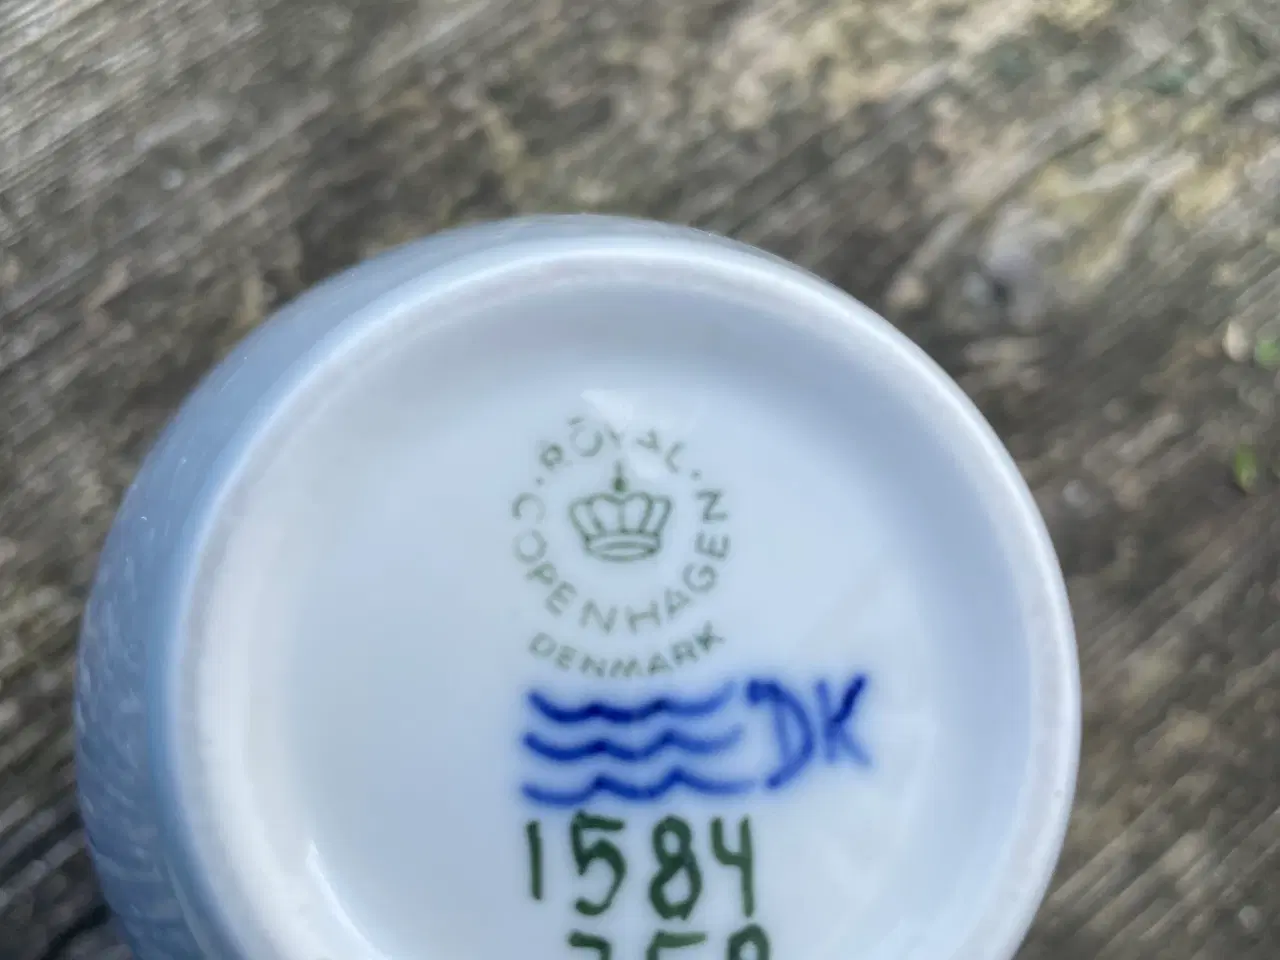 ROYAL
COPENHAGEN
DENMARK
DK
1584